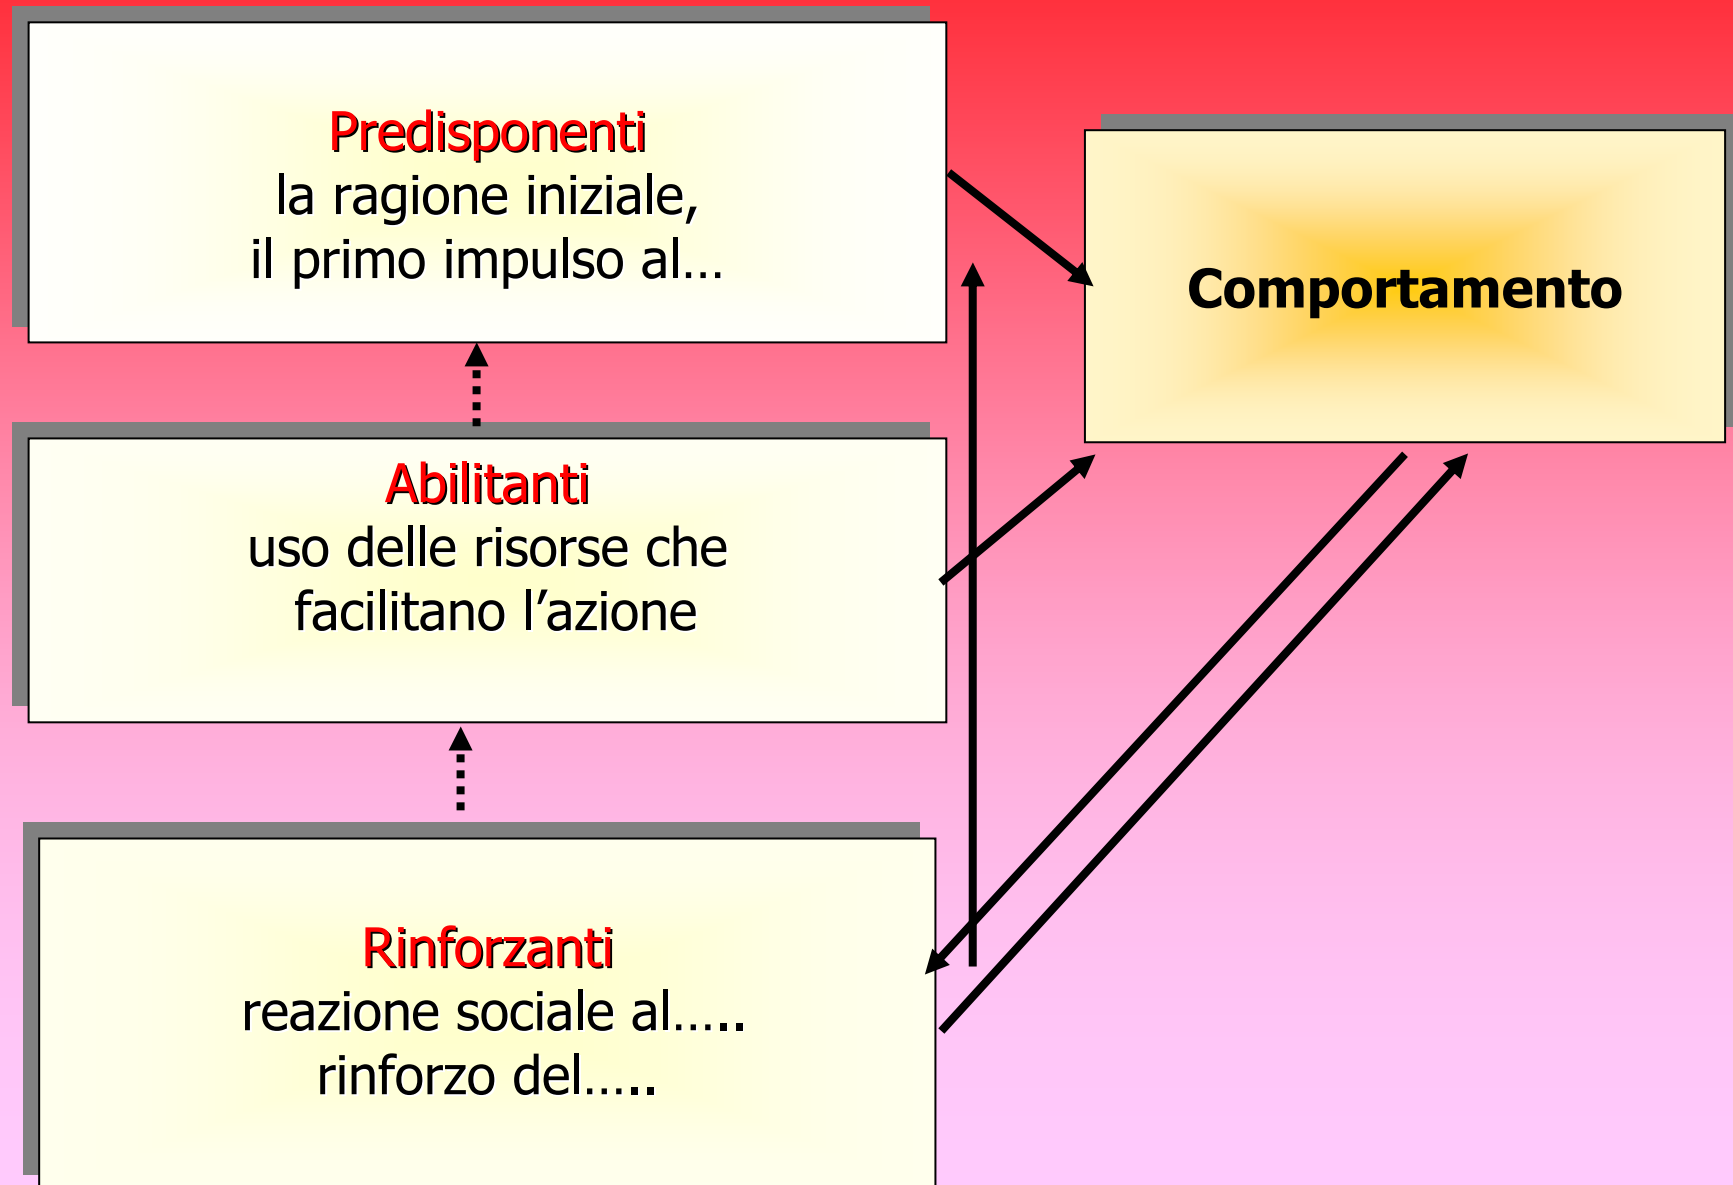 Predisponenti
la ragione iniziale,
il primo impulso al…
Comportamento
Abilitanti
uso delle risorse che
facilitano l’azione
Rinforzanti
reazione sociale al…..
rinforzo del…..